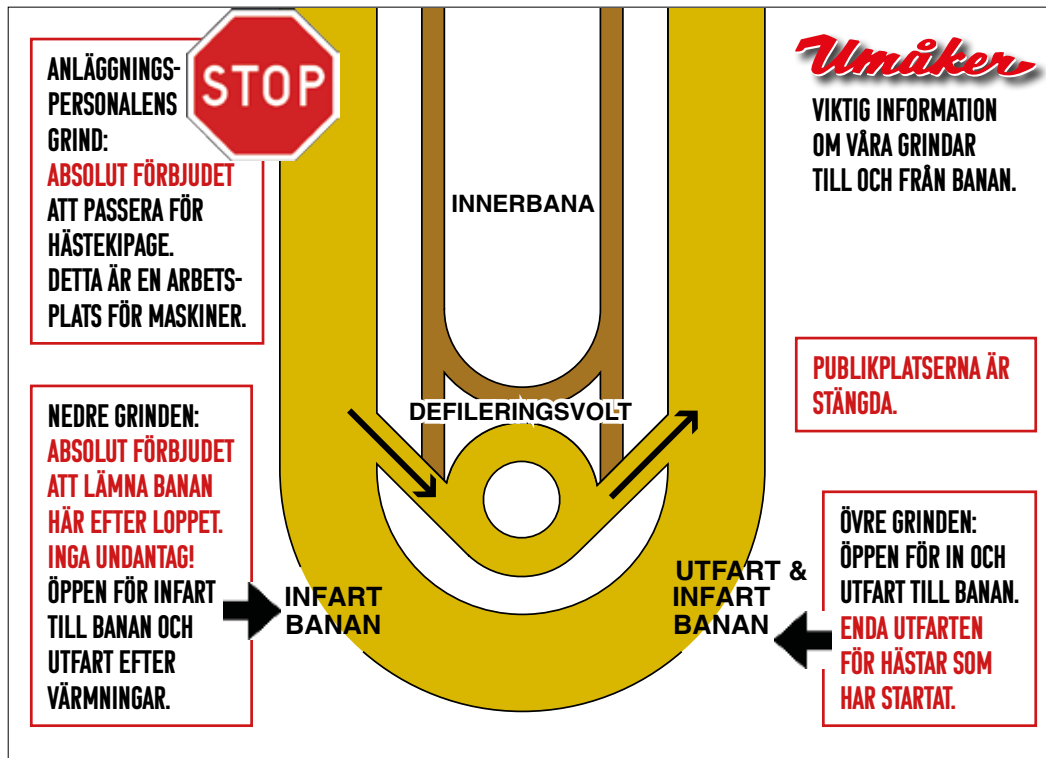 ANLÄGGNINGS-
PERSONALENS
GRIND:
ABSOLUT FÖRBJUDET
ATT PASSERA FÖR
HÄSTEKIPAGE.
DETTA ÄR EN ARBETS-
PLATS FÖR MASKINER.
STOP
Umåker
VIKTIG INFORMATION
OM VÅRA GRINDAR
TILL OCH FRÅN BANAN.
INNERBANA
DEFILERINGSVOLT
PUBLIKPLATSERNA ÄR
STÄNGDA.
NEDRE GRINDEN:
ABSOLUT FÖRBJUDET
ATT LÄMNA BANAN
HÄR EFTER LOPPET.
INGA UNDANTAG!
ÖPPEN FÖR INFART
TILL BANAN OCH
UTFART EFTER
VÄRMNINGAR.
INFART
BANAN
UTFART &
INFART
BANAN
ÖVRE GRINDEN:
ÖPPEN FÖR IN OCH
UTFART TILL BANAN.
ENDA UTFARTEN
FÖR HÄSTAR SOM
HAR STARTAT.